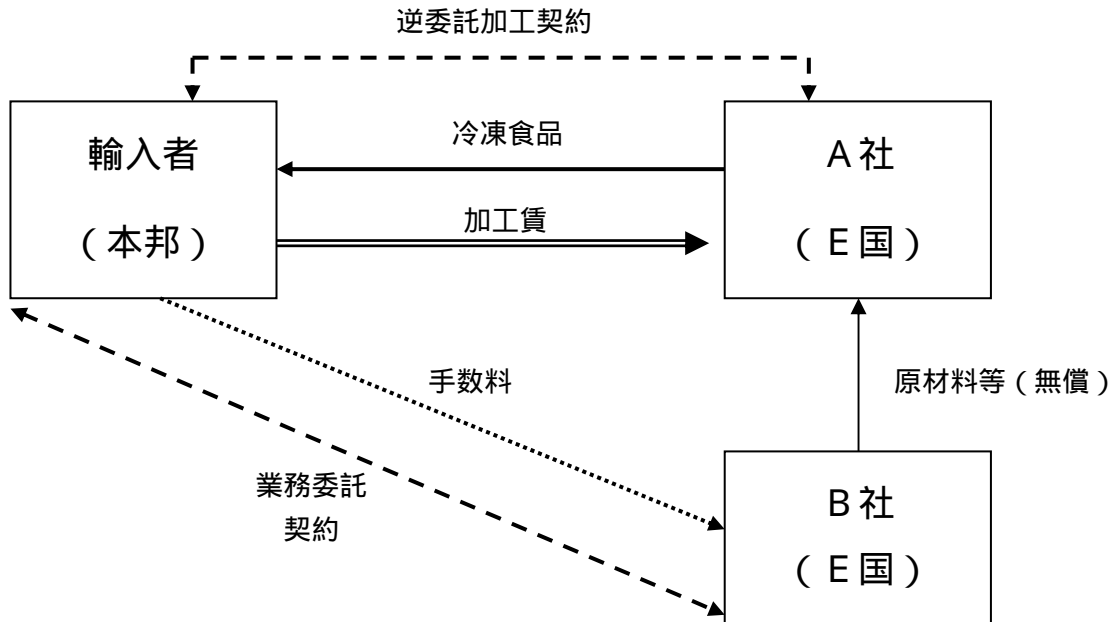 逆委託加工契約
輸入者
（本邦）
冷凍食品
加工賃
A社
（E国）
手数料
原材料等（無償）
業務委託
契約
B社
（E国）